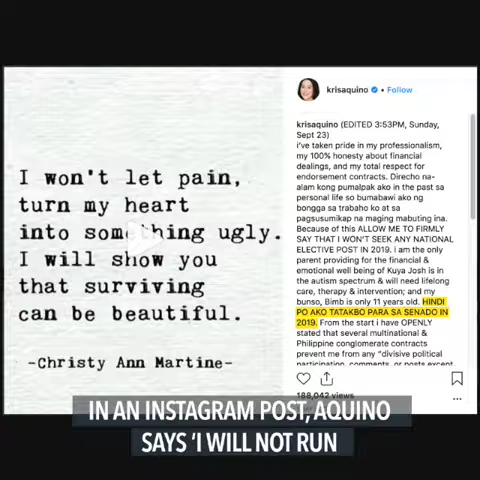 I won't let pain,
turn my heart
into something ugly.
I will show you
that surviving
can be beautiful.
-Christy Ann Martine-
krisaquino • Follow
krisaquino (EDITED 3:53PM, Sunday,
Sept 23)
i've taken pride in my professionalism,
my 100% honesty about financial
dealings, and my total respect for
endorsement contracts. Direcho na-
alam kong pumalpak ako in the past sa
personal life so bumabawi ako ng
bongga sa trabaho ko at sa
pagsusumikap na maging mabuting ina.
Because of this ALLOW ME TO FIRMLY
SAY THAT I WON'T SEEK ANY NATIONAL
ELECTIVE POST IN 2019. i am the only
parent providing for the financial &
emotional well being of Kuya Josh is in
the autism spectrum & will need lifelong
care, therapy & intervention; and my
bunso, Bimb is only 11 years old. HINDI
PO AKO TATAKBO PARA SA SENADO IN
2019. From the start i have OPENLY
stated that several multinational &
Philippine conglomerate contracts
prevent me from any "divisive political
participation, comments, or posts except
188,042 views
IN AN INSTAGRAM POST, AQUINO
SAYS 'I WILL NOT RUN